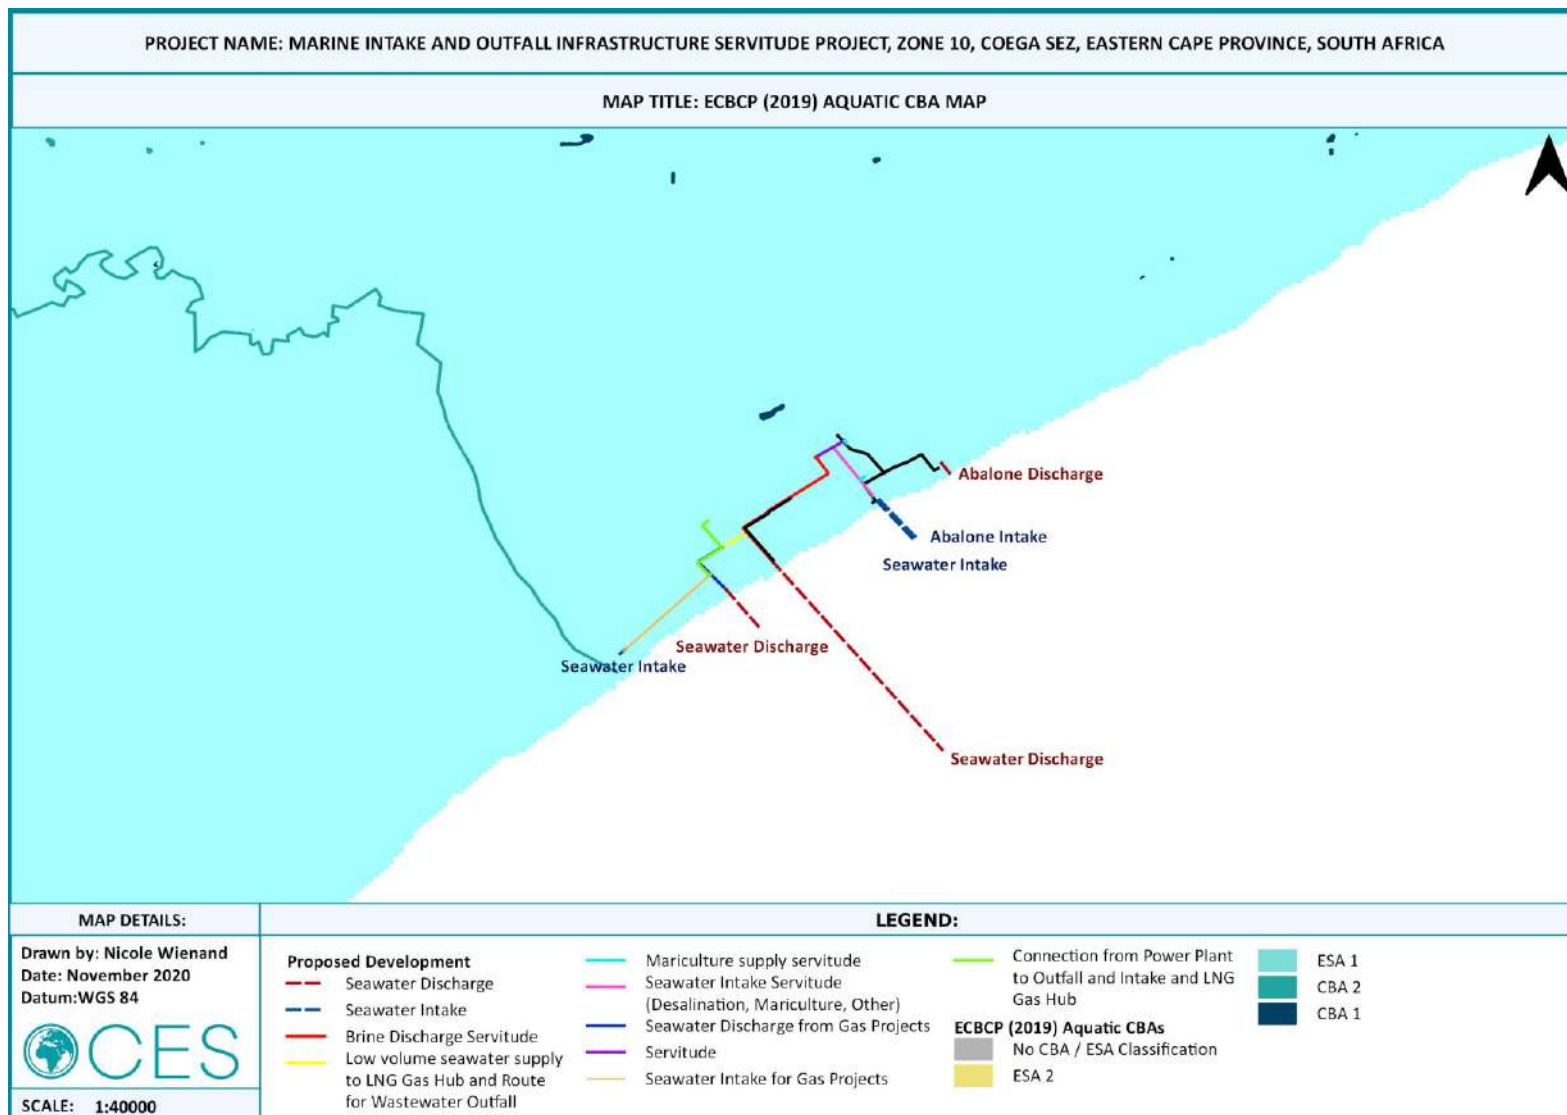 PROJECT NAME: MARINE INTAKE AND OUTFALL INFRASTRUCTURE SERVITUDE PROJECT, ZONE 10, COEGA SEZ, EASTERN CAPE PROVINCE, SOUTH AFRICA
MAP TITLE: ECBCP (2019) AQUATIC CBA MAP
Abalone Discharge
Abalone Intake
Seawater Intake
Seawater Discharge
Seawater Intake
Seawater Discharge
MAP DETAILS:
Drawn by: Nicole Wienand
Date: November 2020
Datum:WGS 84
CES
SCALE: 1:40000
LEGEND:
Proposed Development
Seawater Discharge
Seawater Intake
Brine Discharge Servitude
Low volume seawater supply
to LNG Gas Hub and Route
for Wastewater Outfall
Mariculture supply servitude
Seawater Intake Servitude
(Desalination, Mariculture, Other)
Seawater Discharge from Gas Projects
Servitude
Seawater Intake for Gas Projects
Connection from Power Plant
to Outfall and Intake and LNG
Gas Hub
ECBCP (2019) Aquatic CBAs
No CBA / ESA Classification
ESA 2
ESA 1
CBA 2
CBA 1